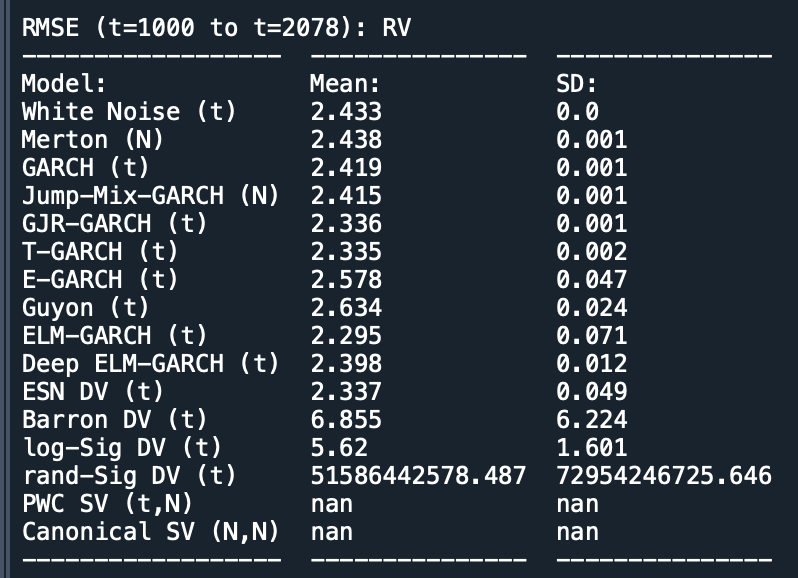 RMSE (t=1000 to t=2078): RV
------------------ --------------- ---------------
Model: Mean: SD:
White Noise (t) 2.433 0.0
Merton (N) 2.438 0.001
GARCH (t) 2.419 0.001
Jump-Mix-GARCH (N) 2.415 0.001
GJR-GARCH (t) 2.336 0.001
T-GARCH (t) 2.335 0.002
E-GARCH (t) 2.578 0.047
Guyon (t) 2.634 0.024
ELM-GARCH (t) 2.295 0.071
Deep ELM-GARCH (t) 2.398 0.012
ESN DV (t) 2.337 0.049
Barron DV (t) 6.855 6.224
log-Sig DV (t) 5.62 1.601
rand-Sig DV (t) 51586442578.487 72954246725.646
PWC SV (t,N) nan nan
Canonical SV (N,N) nan nan
------------------ --------------- ---------------